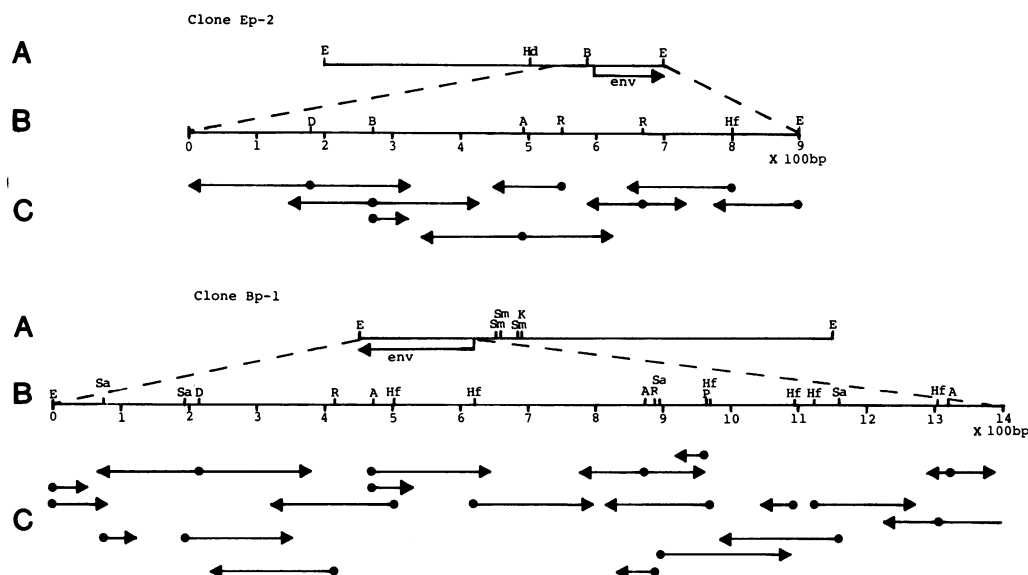 Clone Ep-2
A
E Hd B E
env
B
D B A R R Hf E
0 1 2 3 4 5 6 7 8 9
X 100bp
C
Clone Bp-1
A
Sm K
E Sm Sm E
env
B
Sa Hf
E Sa Sa D R A Hf Hf A R P Hf Hf Sa Hf A
0 1 2 3 4 5 6 7 8 9 10 11 12 13 14
X 100bp
C